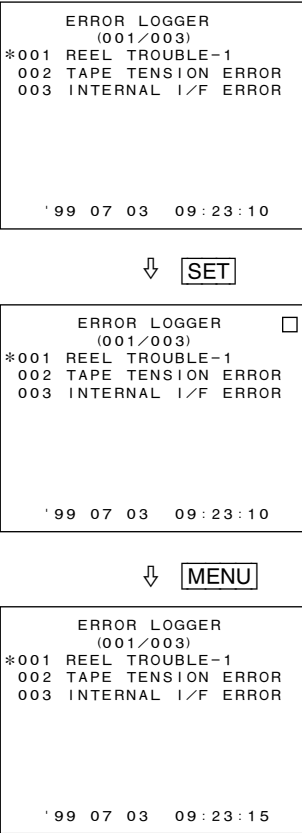 ERROR LOGGER
(001/003)
*001 REEL TROUBLE-1
002 TAPE TENSION ERROR
003 INTERNAL I/F ERROR
'99 07 03 09:23:10
⇩ SET
ERROR LOGGER □
(001/003)
*001 REEL TROUBLE-1
002 TAPE TENSION ERROR
003 INTERNAL I/F ERROR
'99 07 03 09:23:10
⇩ MENU
ERROR LOGGER
(001/003)
*001 REEL TROUBLE-1
002 TAPE TENSION ERROR
003 INTERNAL I/F ERROR
'99 07 03 09:23:15